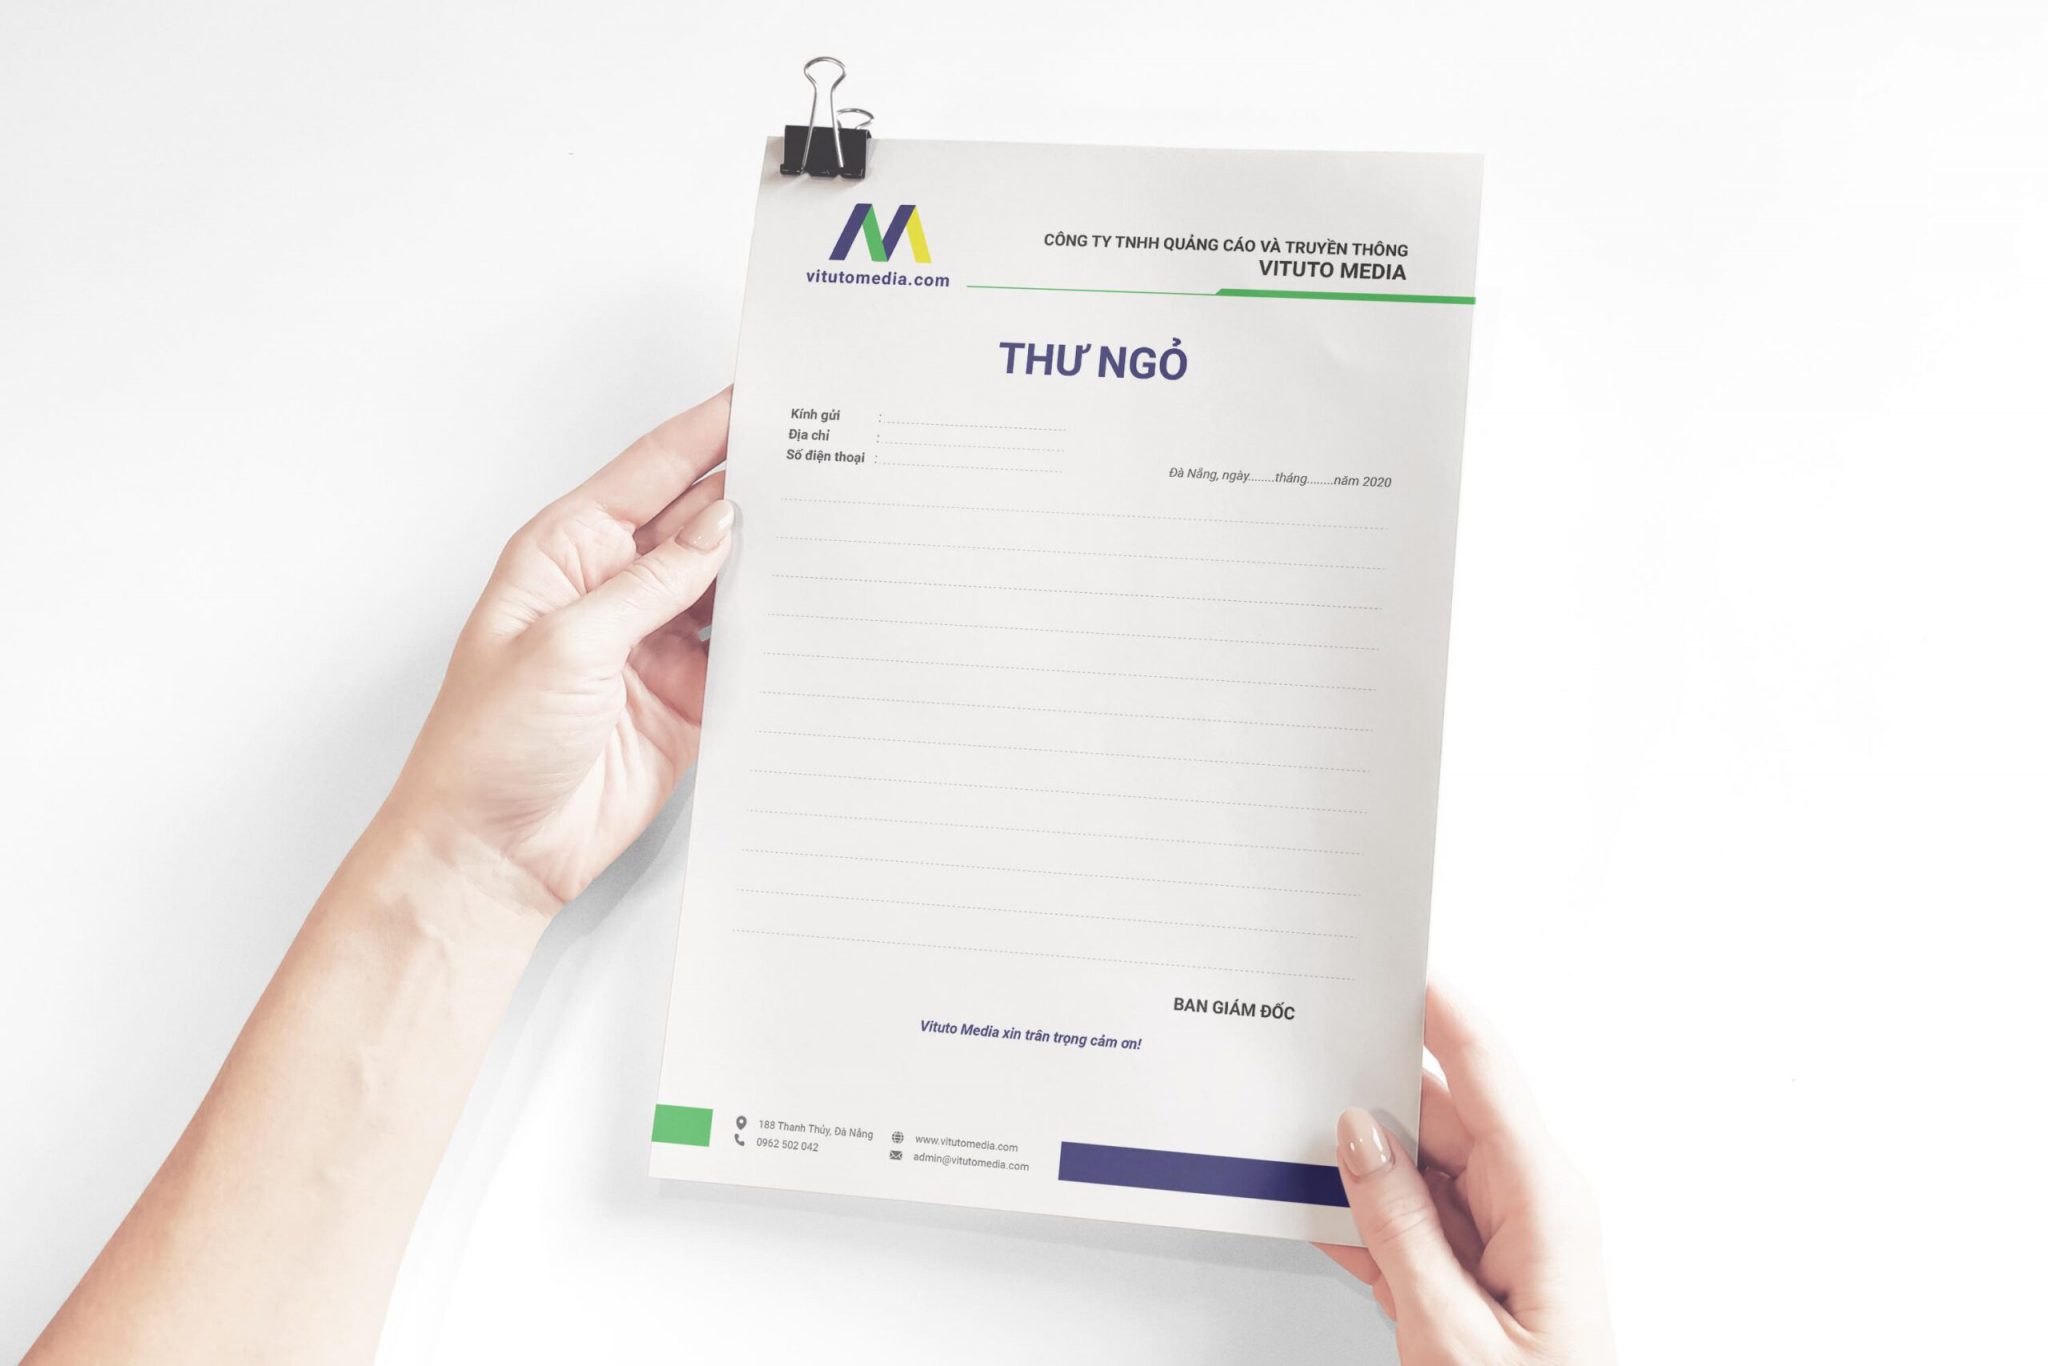 vitutomedia.com
CÔNG TY TNHH QUẢNG CÁO VÀ TRUYỀN THÔNG
VITUTO MEDIA
THƯ NGỎ
Kính gửi :
Địa chỉ :
Số điện thoại :
Đà Nẵng, ngày........tháng........năm 2020
BAN GIÁM ĐỐC
Vituto Media xin trân trọng cảm ơn!
188 Thanh Thủy, Đà Nẵng
0962 502 042
www.vitutomedia.com
admin@vitutomedia.com